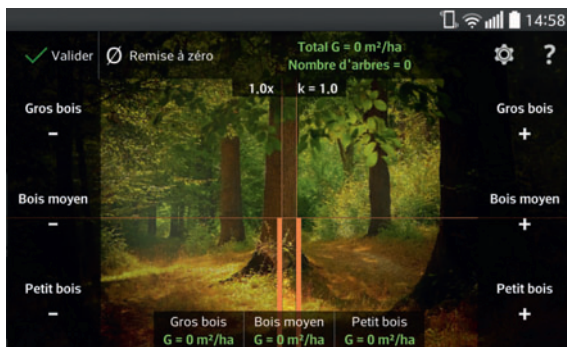 14:58
Valider
Ø Remise à zéro
Total G = 0 m²/ha
Nombre d'arbres = 0
?
1.0x k = 1.0
Gros bois
-
Gros bois
+
Bois moyen
-
Bois moyen
+
Petit bois
-
Petit bois
+
Gros bois
G = 0 m²/ha
Bois moyen
G = 0 m²/ha
Petit bois
G = 0 m²/ha